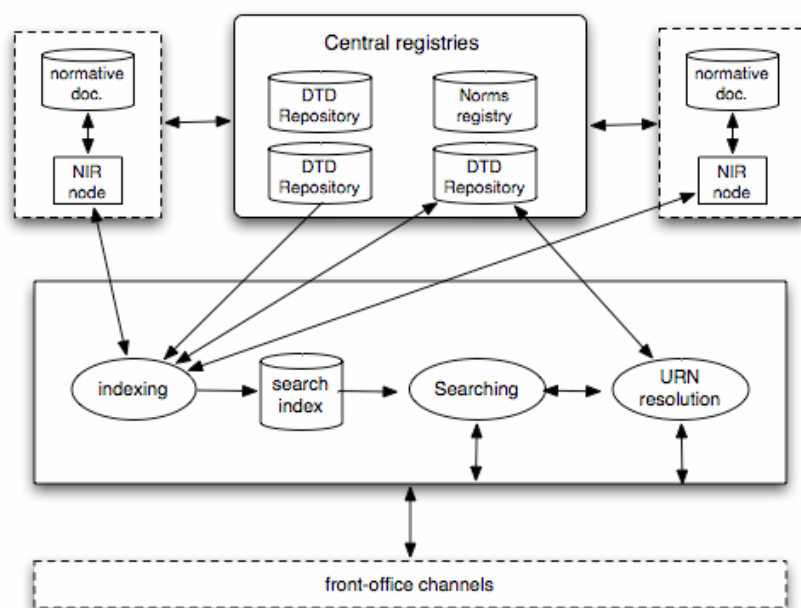 normative
doc.
NIR
node
Central registries
DTD
Repository
Norms
registry
DTD
Repository
DTD
Repository
normative
doc.
NIR
node
indexing
search
index
Searching
URN
resolution
front-office channels